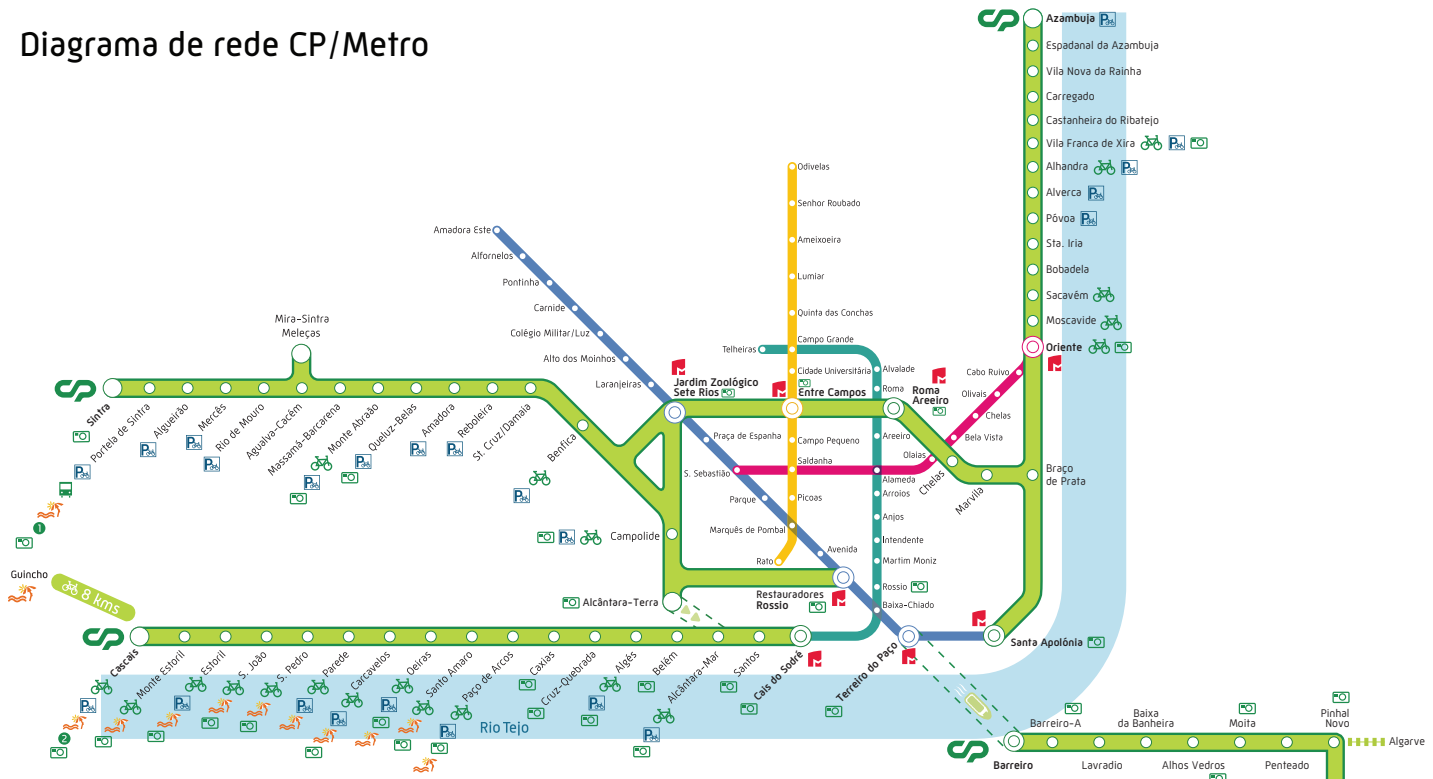 Diagrama de rede CP/Metro
Azambuja
Espadanal da Azambuja
Vila Nova da Rainha
Carregado
Castanheira do Ribatejo
Vila Franca de Xira
Alhandra
Alverca
Póvoa
Sta. Iria
Bobadela
Sacavém
Moscavide
Oriente
Odivelas
Senhor Roubado
Ameixoeira
Lumiar
Quinta das Conchas
Campo Grande
Telheiras
Cidade Universitária
Alvalade
Roma
Entre Campos
Roma
Areeiro
Cabo Ruivo
Olivais
Chelas
Bela Vista
Olaias
Chelas
Marvila
Braço
de Prata
Amadora Este
Alfornelos
Pontinha
Carnide
Colégio Militar/Luz
Alto dos Moinhos
Laranjeiras
Jardim Zoológico
Sete Rios
Praça de Espanha
S. Sebastião
Parque
Marquês de Pombal
Rato
Avenida
Campo Pequeno
Saldanha
Picoas
Areeiro
Alameda
Arroios
Anjos
Intendente
Martim Moniz
Rossio
Baixa-Chiado
Restauradores
Rossio
Mira-Sintra
Meleças
Sintra
Portela de Sintra
Algueirão
Mercês
Rio de Mouro
Agualva-Cacém
Massamá-Barcarena
Monte Abraão
Queluz-Belas
Amadora
Reboleira
St. Cruz/Damaia
Benfica
Campolide
Alcântara-Terra
1
Guincho
8 kms
2
Cascais
Monte Estoril
Estoril
S. João
S. Pedro
Parede
Carcavelos
Oeiras
Santo Amaro
Paço de Arcos
Caxias
Cruz-Quebrada
Algés
Belém
Alcântara-Mar
Santos
Cais do Sodré
Terreiro do Paço
Santa Apolónia
Rio Tejo
Barreiro
Barreiro-A
Lavradio
Baixa
da Banheira
Alhos Vedros
Moita
Penteado
Pinhal
Novo
Algarve